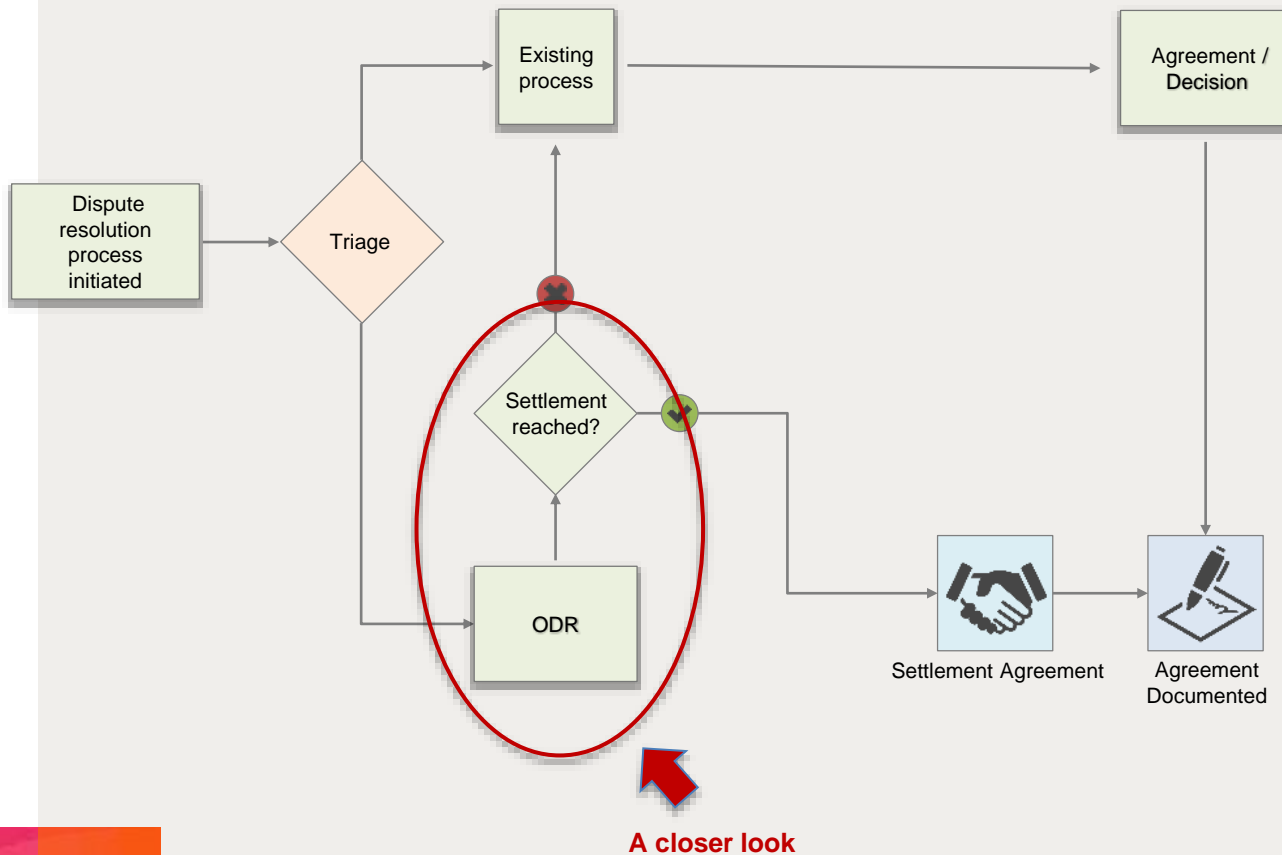 Existing
process
Agreement /
Decision
Dispute
resolution
process
initiated
Triage
Settlement
reached?
ODR
Settlement Agreement
Agreement
Documented
A closer look